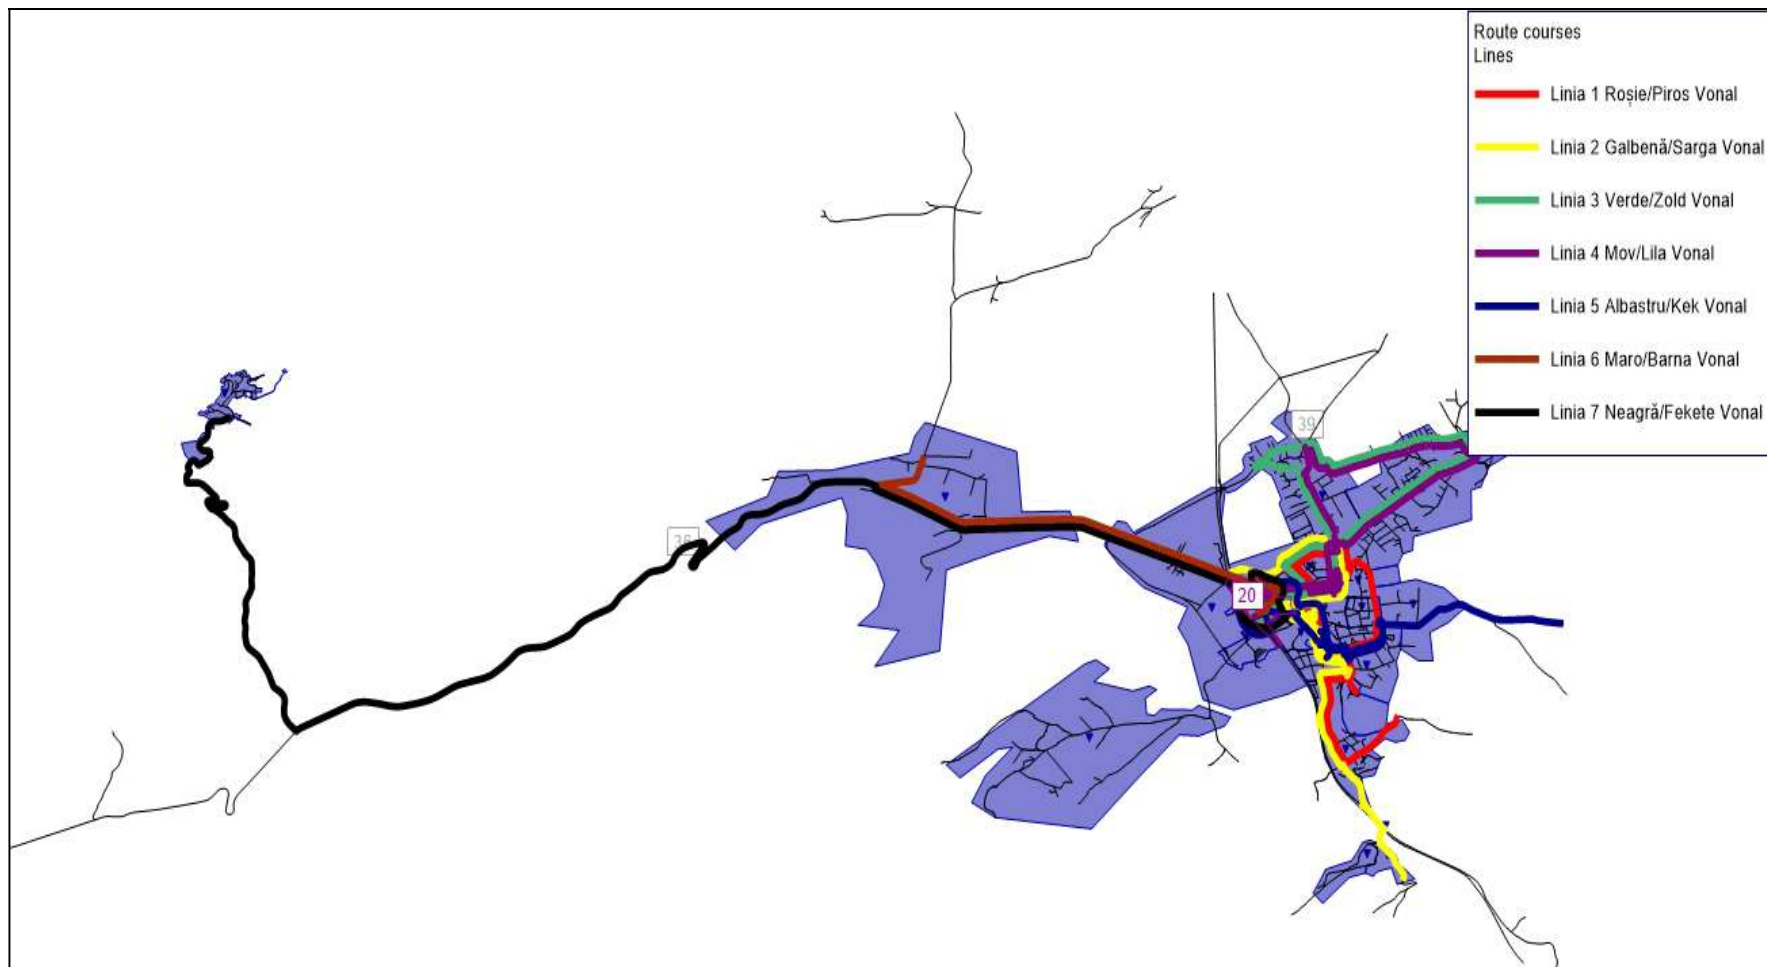 Route courses
Lines
Linia 1 Roșie/Piros Vonal
Linia 2 Galbenă/Sarga Vonal
Linia 3 Verde/Zold Vonal
Linia 4 Mov/Lila Vonal
Linia 5 Albastru/Kek Vonal
Linia 6 Maro/Barna Vonal
Linia 7 Neagră/Fekete Vonal
39
20